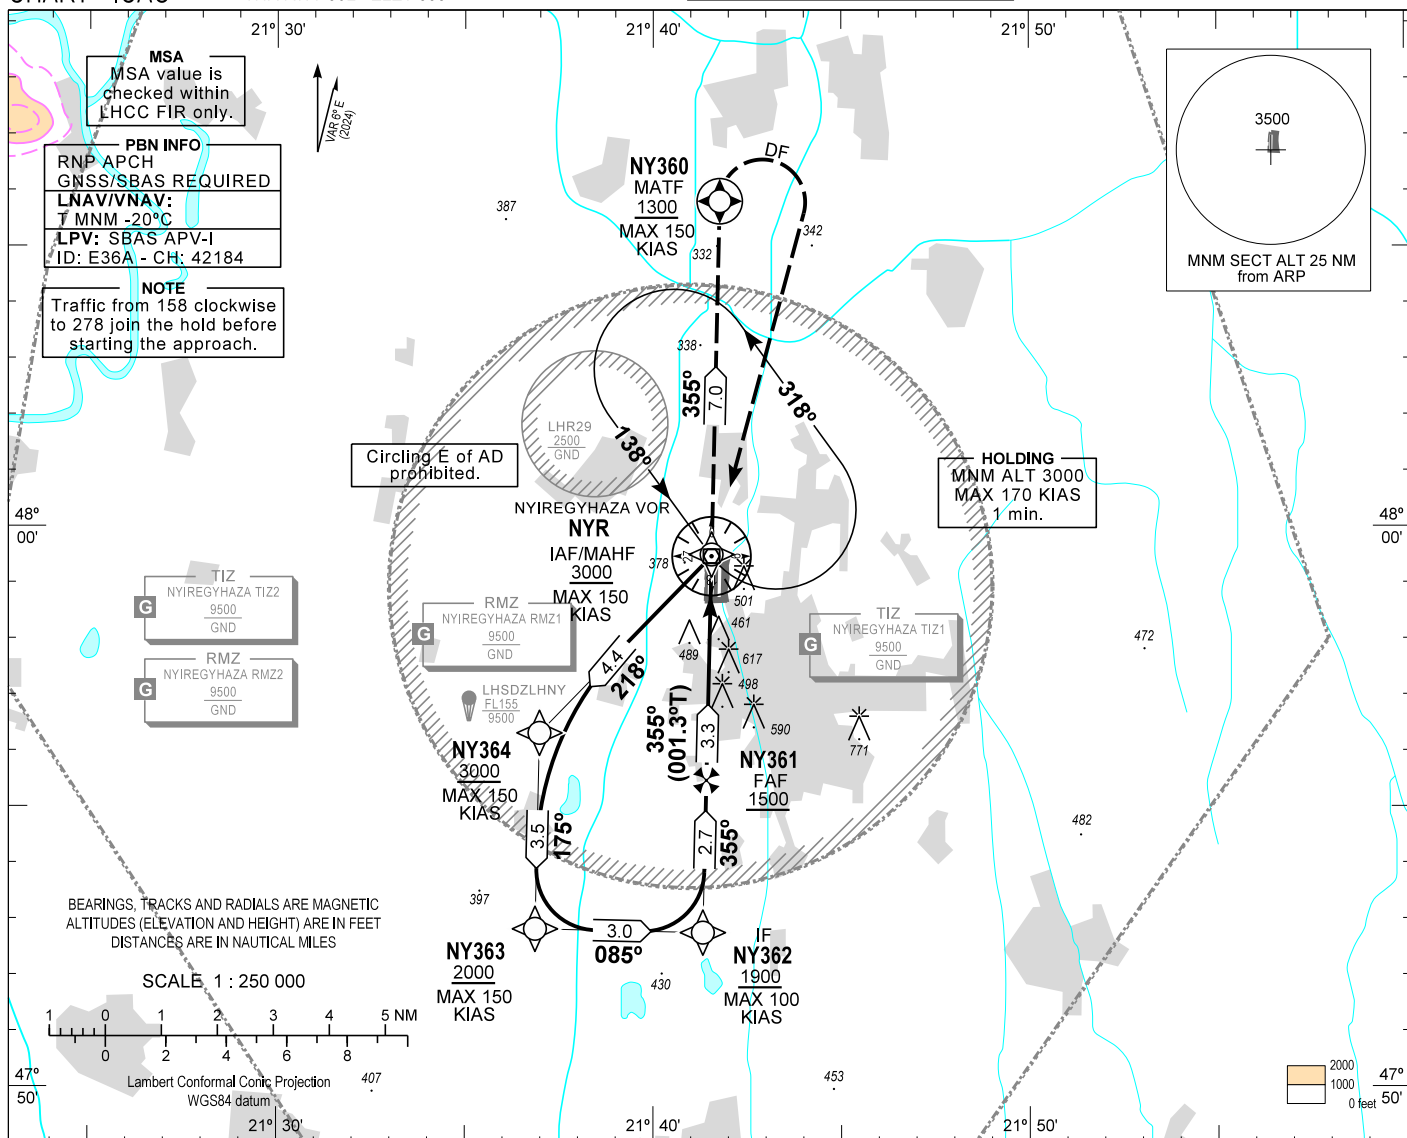 21° 30'
21° 40'
21° 50'
MSA
MSA value is
checked within
LHCC FIR only.
VAR 6° E
(2024)
PBN INFO
RNP APCH
GNSS/SBAS REQUIRED
LNAV/VNAV:
T MNM -20°C
LPV: SBAS APV-I
ID: E36A - CH: 42184
NOTE
Traffic from 158 clockwise
to 278 join the hold before
starting the approach.
3500
MNM SECT ALT 25 NM
from ARP
387
NY360
MATF
1300
MAX 150
KIAS
DF
342
332
338
355°
7.0
318°
138°
LHR29
2500
GND
Circling E of AD
prohibited.
HOLDING
MNM ALT 3000
MAX 170 KIAS
1 min.
NYIREGYHAZA VOR
NYR
IAF/MAHF
3000
MAX 150
KIAS
378
48°
00'
48°
00'
TIZ
NYIREGYHAZA TIZ2
9500
GND
G
RMZ
NYIREGYHAZA RMZ2
9500
GND
G
RMZ
NYIREGYHAZA RMZ1
9500
GND
G
TIZ
NYIREGYHAZA TIZ1
9500
GND
G
501
461
489
617
498
590
771
472
482
4.4
218°
LHSDZLHNY
FL155
9500
NY364
3000
MAX 150
KIAS
355°
(001.3°T)
3.3
NY361
FAF
1500
3.5
175°
2.7
355°
397
NY363
2000
MAX 150
KIAS
3.0
085°
IF
NY362
1900
MAX 100
KIAS
430
BEARINGS, TRACKS AND RADIALS ARE MAGNETIC
ALTITUDES (ELEVATION AND HEIGHT) ARE IN FEET
DISTANCES ARE IN NAUTICAL MILES
SCALE 1 : 250 000
1 0 1 2 3 4 5 NM
0 2 4 6 8
Lambert Conformal Conic Projection
WGS84 datum
407
453
2000
1000
0 feet
47°
50'
47°
50'
21° 30'
21° 40'
21° 50'